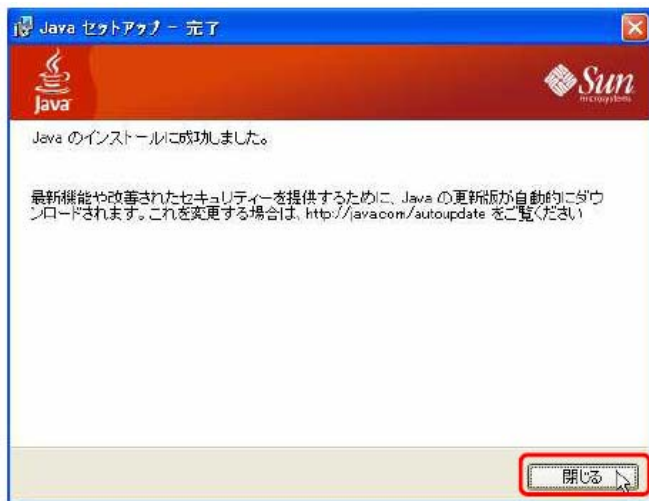 Java セットアップ - 完了
Java
Sun
microsystems
Java のインストールに成功しました。
最新機能や改善されたセキュリティーを提供するために、Java の更新版が自動的にダウ
ンロードされます。これを変更する場合は、http://java.com/autoupdate をご覧ください
閉じる